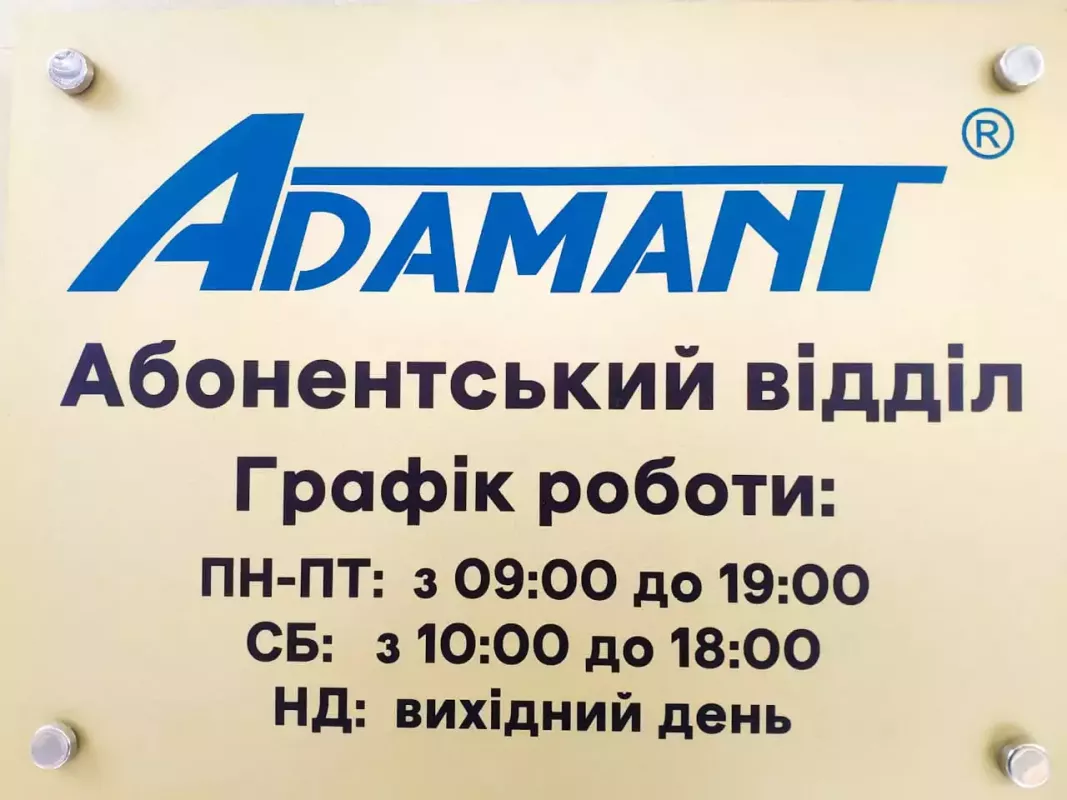 ADAMANT ®
Абонентський відділ
Графік роботи:
ПН-ПТ: з 09:00 до 19:00
СБ: з 10:00 до 18:00
НД: вихідний день